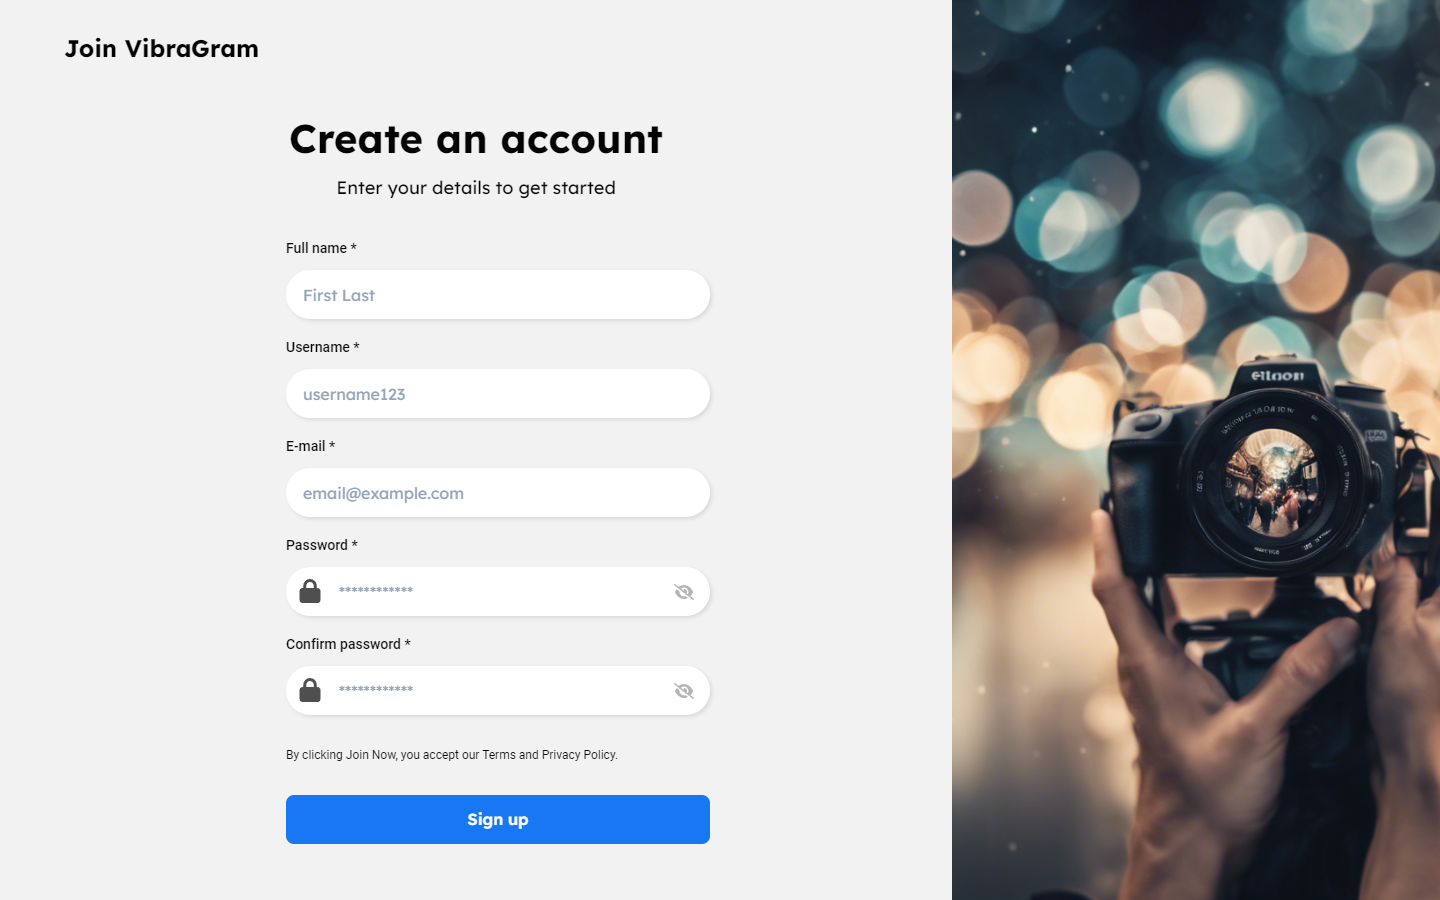 Join VibraGram
Create an account
Enter your details to get started
Full name *
First Last
Username *
username123
E-mail *
email@example.com
Password *
************
Confirm password *
************
By clicking Join Now, you accept our Terms and Privacy Policy.
Sign up